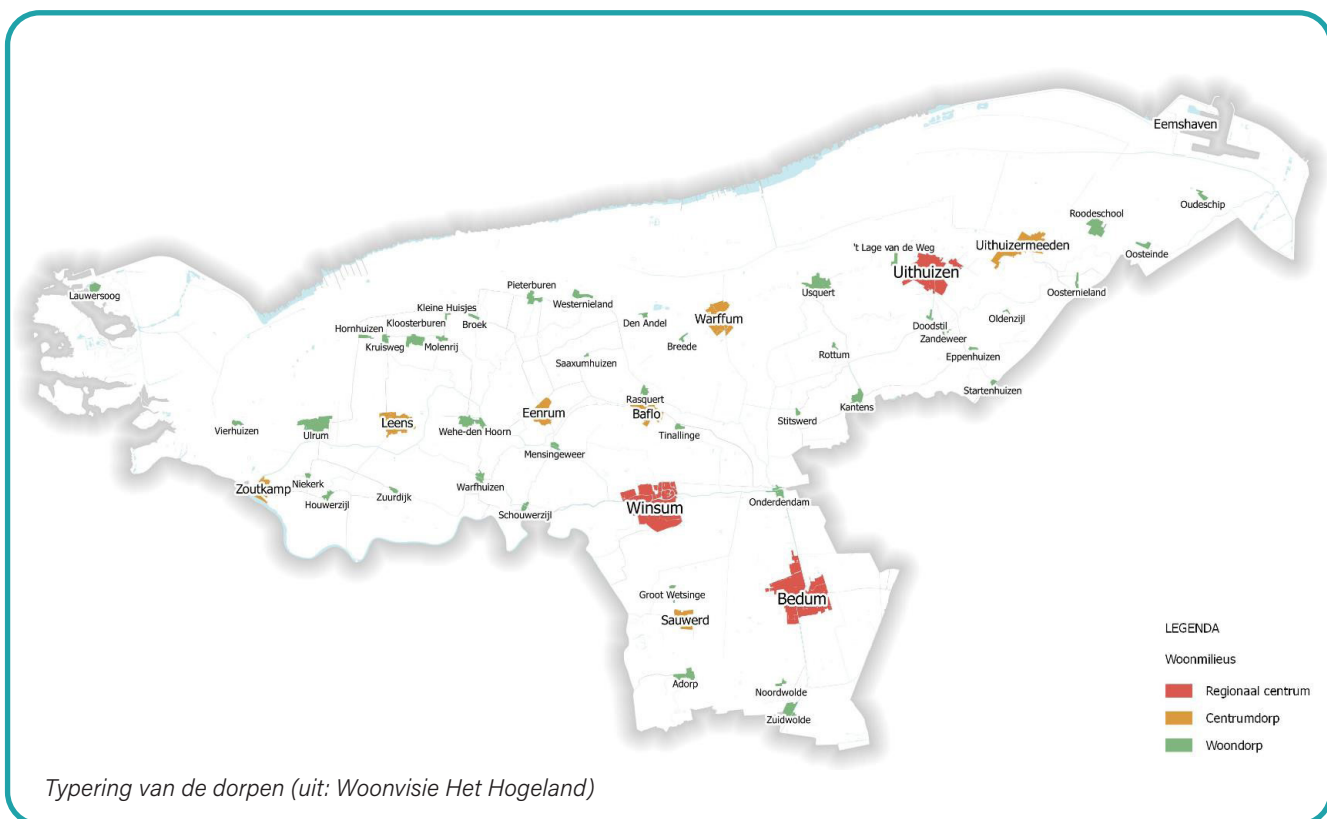 Eemshaven
Oudeschip
Roodeschool
't Lage van de Weg
Uithuizermeeden
Oosteinde
Uithuizen
Lauwersoog
Pieterburen
Westernieland
Usquert
Oosternieland
Kleine Huisjes
Hornhuizen
Kloosterburen
Broek
Den Andel
Warffum
Doodstil
Oldenzijl
Kruisweg
Molenrij
Breede
Zandeweer
Saaxumhuizen
Rottum
Eppenhuizen
Startenhuizen
Rasquert
Kantens
Vierhuizen
Ulrum
Leens
Wehe-den Hoorn
Eenrum
Baflo
Stitswerd
Tinallinge
Mensingeweer
Zoutkamp
Niekerk
Houwerzijl
Zuurdijk
Warfhuizen
Schouwerzijl
Winsum
Onderdendam
Groot Wetsinge
Bedum
Sauwerd
Adorp
Noordwolde
Zuidwolde
LEGENDA
Woonmilieus
Regionaal centrum
Centrumdorp
Woondorp
Typering van de dorpen (uit: Woonvisie Het Hogeland)